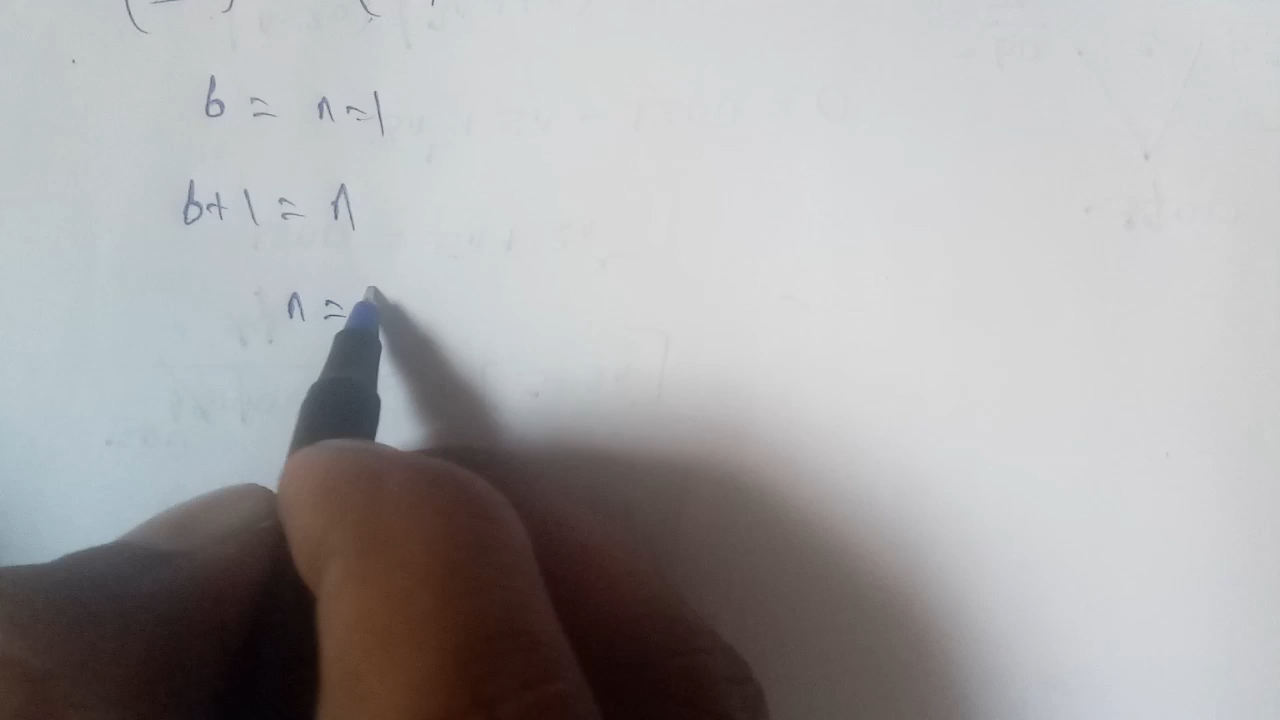 6 = n-1
6+1 = n
n =